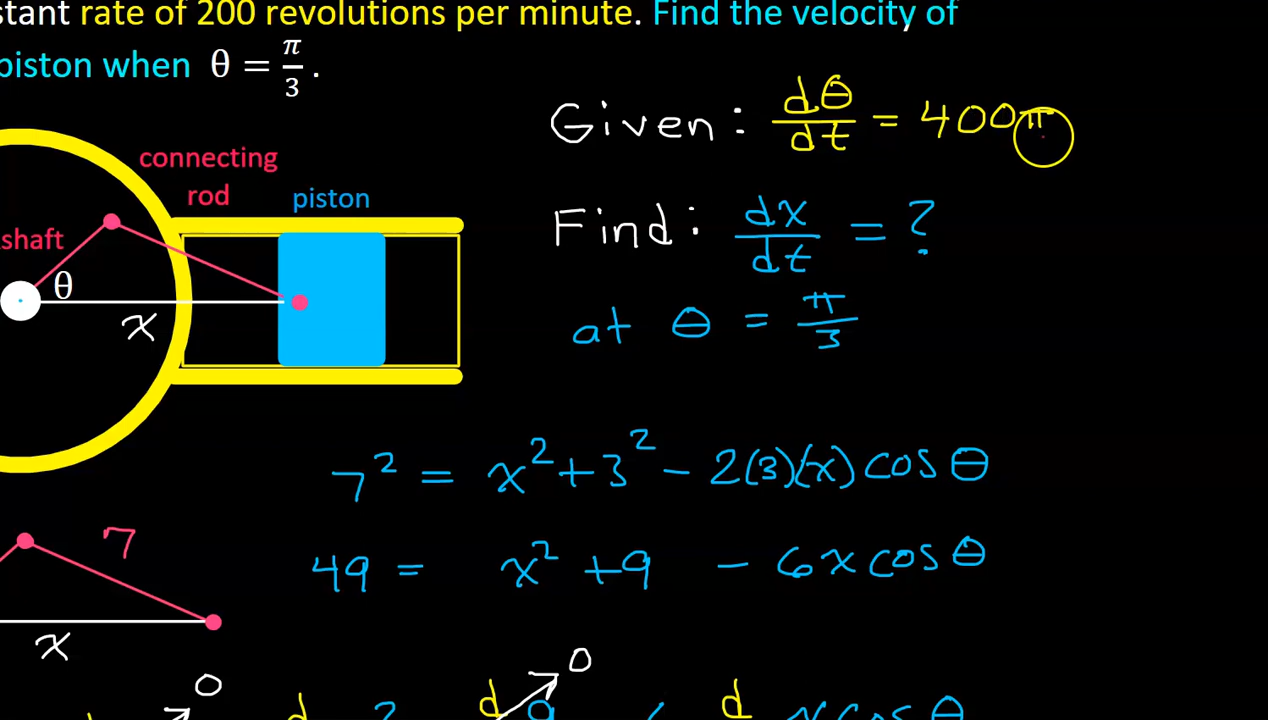 stant rate of 200 revolutions per minute. Find the velocity of
piston when θ = π/3 .
Given: dθ/dt = 400π
connecting
rod
piston
shaft
θ
x
Find: dx/dt = ?
at θ = π/3
7² = x² + 3² − 2(3)(x) cos θ
49 = x² + 9 − 6x cos θ
7
x
0
0
d
d
d 9
d
x cos θ